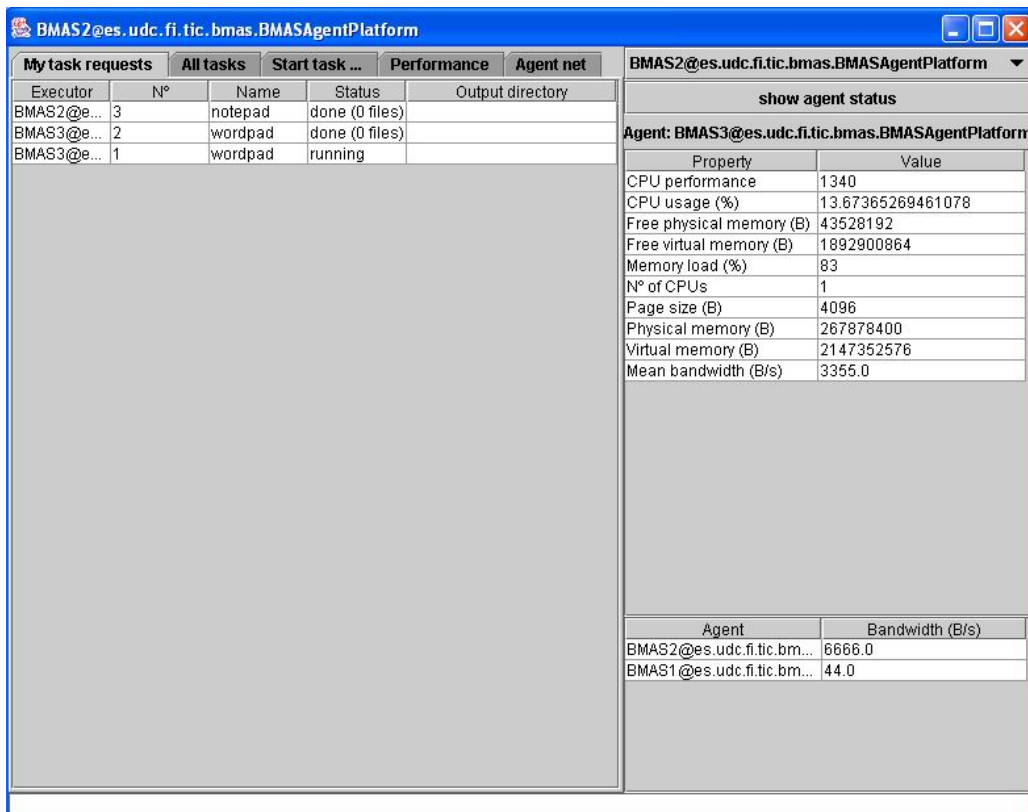 BMAS2@es.udc.fi.tic.bmas.BMASAgentPlatform
My task requests All tasks Start task ... Performance Agent net
Executor Nº Name Status Output directory
BMAS2@e... 3 notepad done (0 files)
BMAS3@e... 2 wordpad done (0 files)
BMAS3@e... 1 wordpad running
BMAS2@es.udc.fi.tic.bmas.BMASAgentPlatform
show agent status
Agent: BMAS3@es.udc.fi.tic.bmas.BMASAgentPlatform
Property Value
CPU performance 1340
CPU usage (%) 13.67365269461078
Free physical memory (B) 43528192
Free virtual memory (B) 1892900864
Memory load (%) 83
Nº of CPUs 1
Page size (B) 4096
Physical memory (B) 267878400
Virtual memory (B) 2147352576
Mean bandwidth (B/s) 3355.0
Agent Bandwidth (B/s)
BMAS2@es.udc.fi.tic.bm... 6666.0
BMAS1@es.udc.fi.tic.bm... 44.0